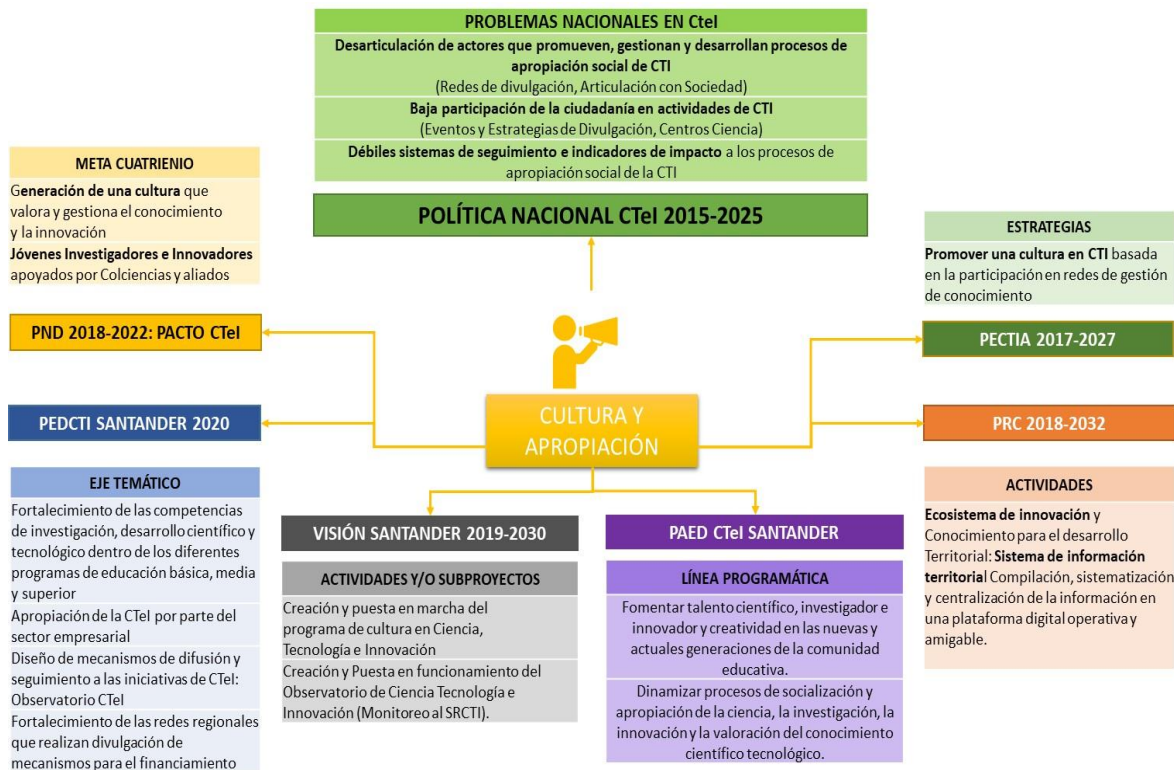 PROBLEMAS NACIONALES EN CteI
Desarticulación de actores que promueven, gestionan y desarrollan procesos de
apropiación social de CTI
(Redes de divulgación, Articulación con Sociedad)
Baja participación de la ciudadanía en actividades de CTI
(Eventos y Estrategias de Divulgación, Centros Ciencia)
Débiles sistemas de seguimiento e indicadores de impacto a los procesos de
apropiación social de la CTI
POLÍTICA NACIONAL CTeI 2015-2025
META CUATRIENIO
Generación de una cultura que
valora y gestiona el conocimiento
y la innovación
Jóvenes Investigadores e Innovadores
apoyados por Colciencias y aliados
PND 2018-2022: PACTO CTeI
ESTRATEGIAS
Promover una cultura en CTI basada
en la participación en redes de gestión
de conocimiento
PECTIA 2017-2027
CULTURA Y
APROPIACIÓN
PEDCTI SANTANDER 2020
EJE TEMÁTICO
Fortalecimiento de las competencias
de investigación, desarrollo científico y
tecnológico dentro de los diferentes
programas de educación básica, media
y superior
Apropiación de la CTeI por parte del
sector empresarial
Diseño de mecanismos de difusión y
seguimiento a las iniciativas de CTeI:
Observatorio CTeI
Fortalecimiento de las redes regionales
que realizan divulgación de
mecanismos para el financiamiento
VISIÓN SANTANDER 2019-2030
ACTIVIDADES Y/O SUBPROYECTOS
Creación y puesta en marcha del
programa de cultura en Ciencia,
Tecnología e Innovación
Creación y Puesta en funcionamiento del
Observatorio de Ciencia Tecnología e
Innovación (Monitoreo al SRCTI).
PAED CTeI SANTANDER
LÍNEA PROGRAMÁTICA
Fomentar talento científico, investigador e
innovador y creatividad en las nuevas y
actuales generaciones de la comunidad
educativa.
Dinamizar procesos de socialización y
apropiación de la ciencia, la investigación, la
innovación y la valoración del conocimiento
científico tecnológico.
PRC 2018-2032
ACTIVIDADES
Ecosistema de innovación y
Conocimiento para el desarrollo
Territorial: Sistema de información
territorial Compilación, sistematización
y centralización de la información en
una plataforma digital operativa y
amigable.